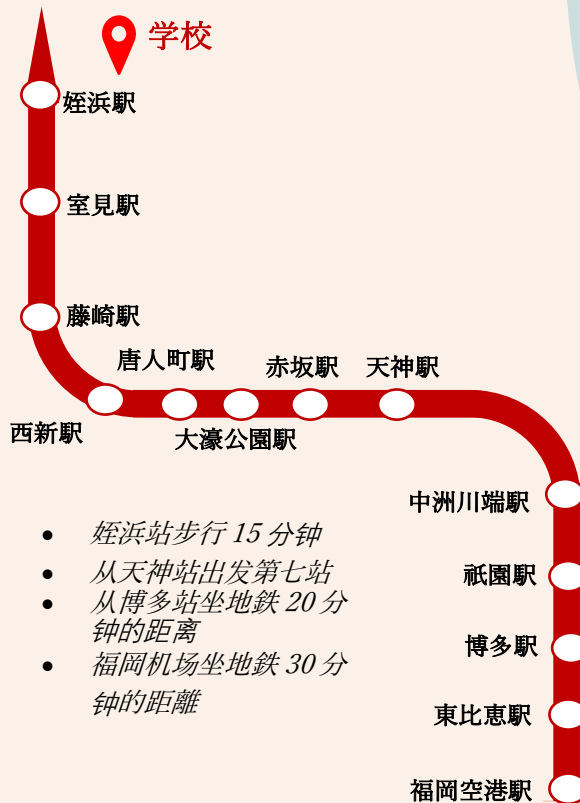 学校
姪浜駅
室見駅
藤崎駅
唐人町駅
赤坂駅 天神駅
西新駅
大濠公園駅
中洲川端駅
• 姪浜站步行 15 分钟
• 从天神站出发第七站
• 从博多站坐地鉄 20 分
钟的距离
• 福岡机场坐地鉄 30 分
钟的距離
祇園駅
博多駅
東比恵駅
福岡空港駅